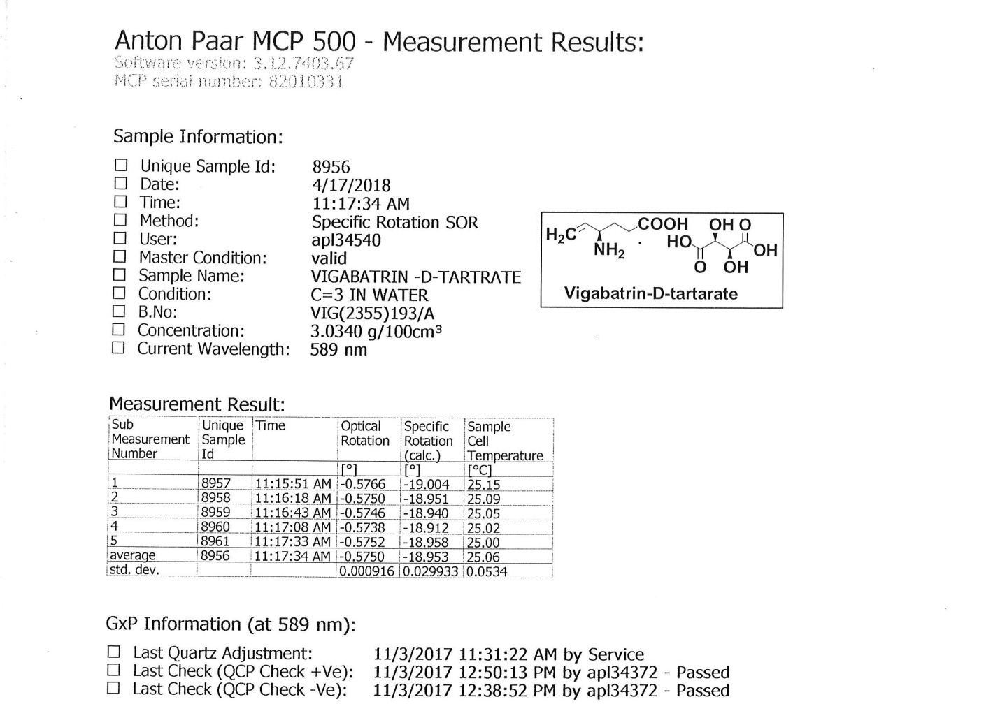 Anton Paar MCP 500 - Measurement Results:
Software version: 3.12.7403.67
MCP serial number: 82010331
Sample Information:
Unique Sample Id: 8956
Date: 4/17/2018
Time: 11:17:34 AM
Method: Specific Rotation SOR
User: apl34540
Master Condition: valid
Sample Name: VIGABATRIN -D-TARTRATE
Condition: C=3 IN WATER
B.No: VIG(2355)193/A
Concentration: 3.0340 g/100cm³
Current Wavelength: 589 nm
COOH OH O
H₂C NH₂ · HO OH
O OH
Vigabatrin-D-tartarate
Measurement Result:
Sub Measurement Number Unique Sample Id Time Optical Rotation Specific Rotation (calc.) Sample Cell Temperature
[°] [°] [°C]
1 8957 11:15:51 AM -0.5766 -19.004 25.15
2 8958 11:16:18 AM -0.5750 -18.951 25.09
3 8959 11:16:43 AM -0.5746 -18.940 25.05
4 8960 11:17:08 AM -0.5738 -18.912 25.02
5 8961 11:17:33 AM -0.5752 -18.958 25.00
average 8956 11:17:34 AM -0.5750 -18.953 25.06
std. dev. 0.000916 0.029933 0.0534
GxP Information (at 589 nm):
Last Quartz Adjustment: 11/3/2017 11:31:22 AM by Service
Last Check (QCP Check +Ve): 11/3/2017 12:50:13 PM by apl34372 - Passed
Last Check (QCP Check -Ve): 11/3/2017 12:38:52 PM by apl34372 - Passed